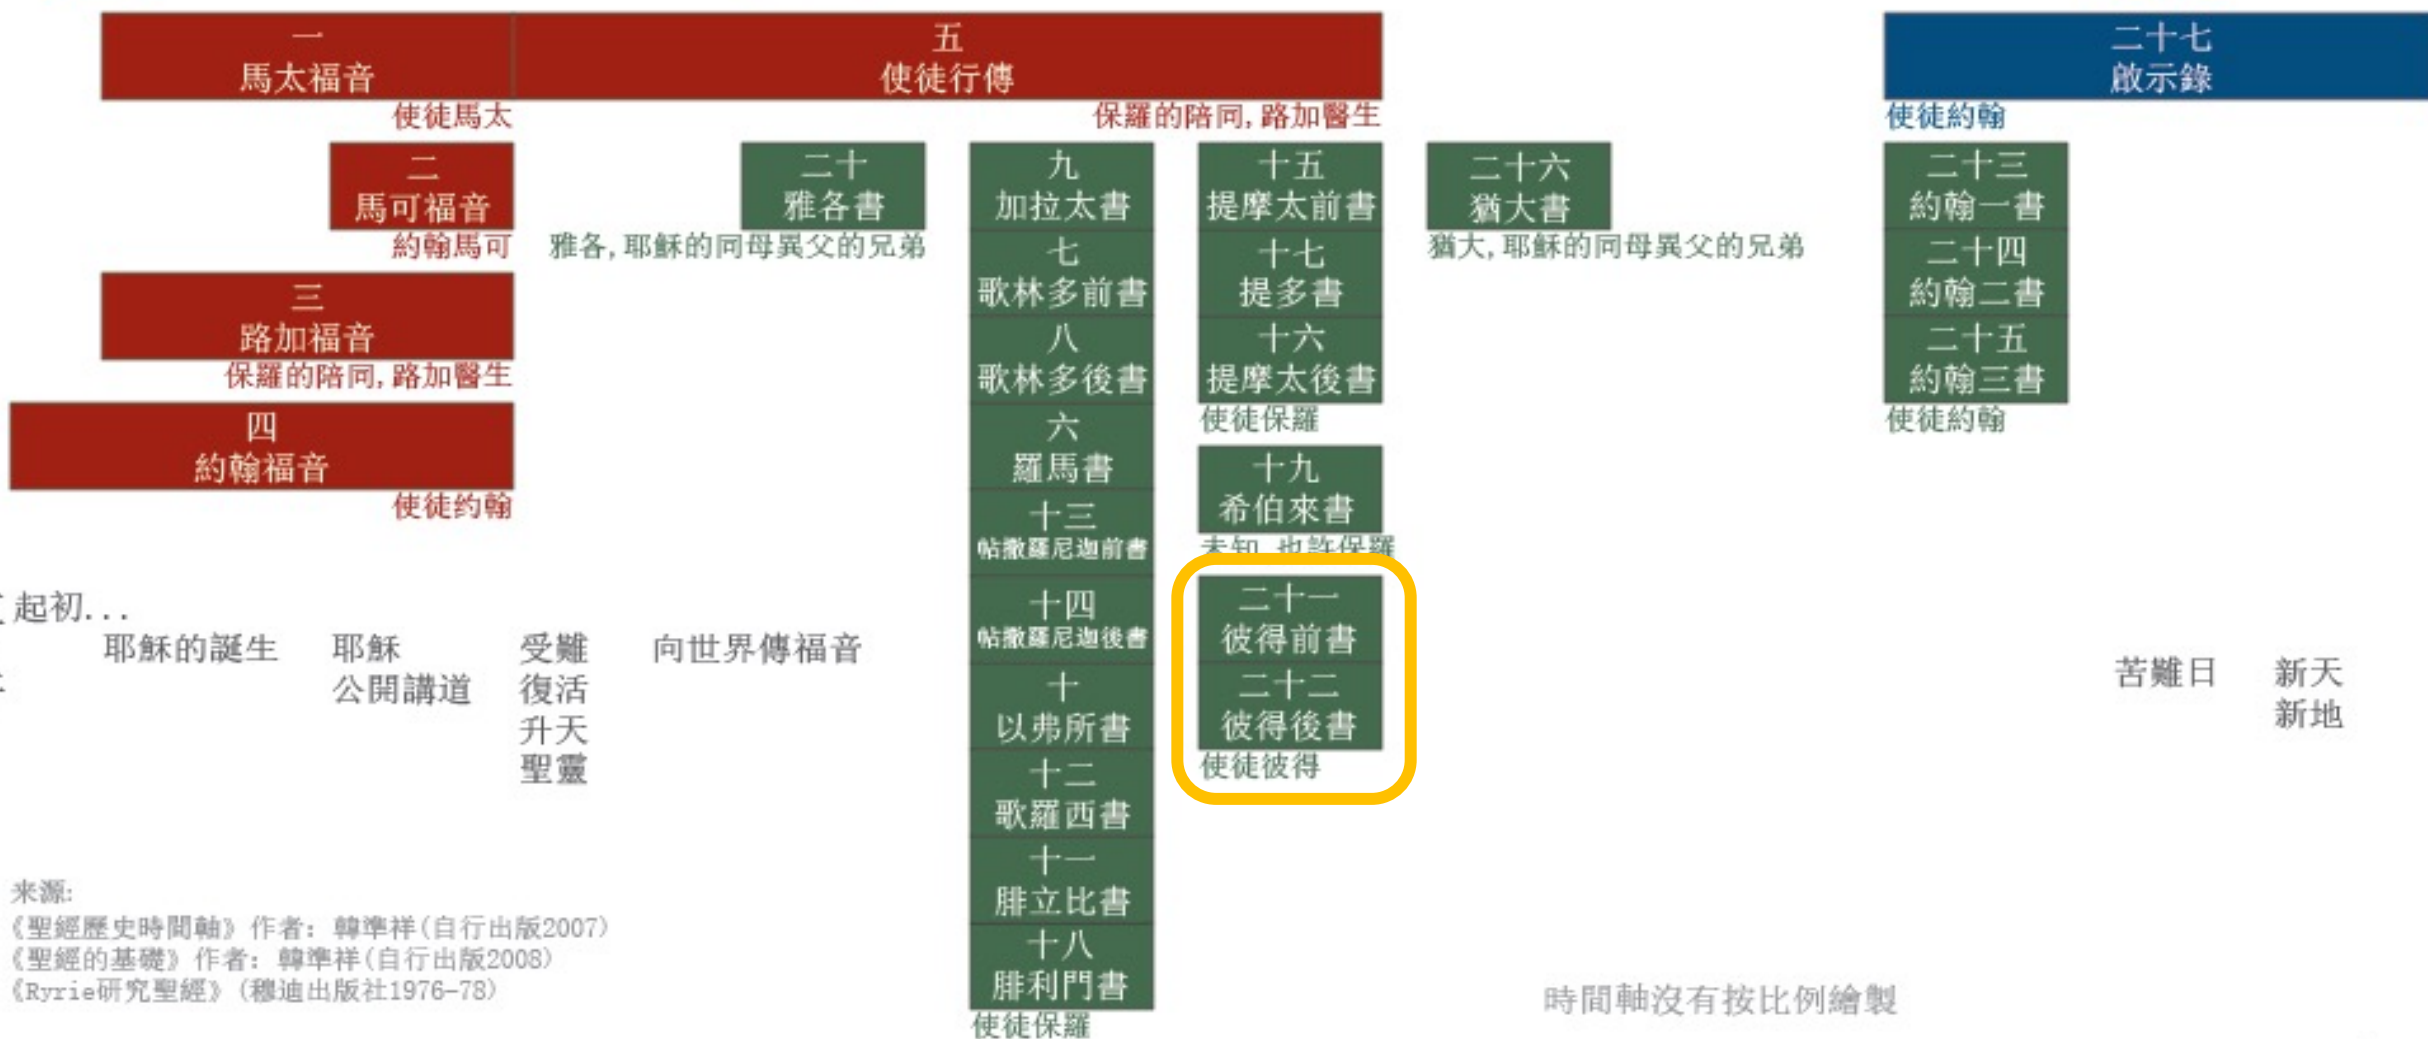 一
馬太福音
使徒馬太
二
馬可福音
約翰馬可
三
路加福音
保羅的陪同,路加醫生
四
約翰福音
使徒约翰
五
使徒行傳
保羅的陪同,路加醫生
二十
雅各書
雅各,耶穌的同母異父的兄弟
九
加拉太書
七
歌林多前書
八
歌林多後書
六
羅馬書
十三
帖撒羅尼迦前書
十四
帖撒羅尼迦後書
十
以弗所書
十二
歌羅西書
十一
腓立比書
十八
腓利門書
使徒保羅
十五
提摩太前書
十七
提多書
十六
提摩太後書
使徒保羅
十九
希伯來書
未知,也許保羅
二十一
彼得前書
二十二
彼得後書
使徒彼得
二十六
猶大書
猶大,耶穌的同母異父的兄弟
二十七
啟示錄
使徒約翰
二十三
約翰一書
二十四
約翰二書
二十五
約翰三書
使徒約翰
起初...
耶穌的誕生
耶穌
公開講道
受難
復活
升天
聖靈
向世界傳福音
苦難日
新天
新地
来源:
《聖經歷史時間軸》作者: 韓準祥(自行出版2007)
《聖經的基礎》作者: 韓準祥(自行出版2008)
《Ryrie研究聖經》(穆迪出版社1976-78)
時間軸沒有按比例繪製